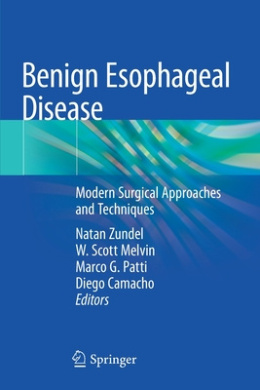 Benign Esophageal
Disease
Modern Surgical Approaches
and Techniques
Natan Zundel
W. Scott Melvin
Marco G. Patti
Diego Camacho
Editors
Springer